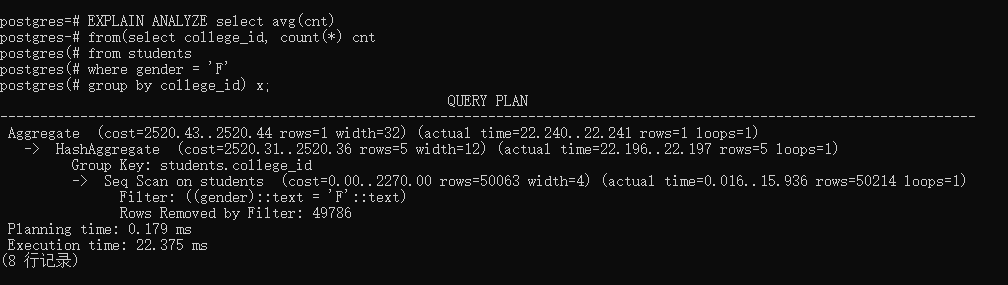 postgres=# EXPLAIN ANALYZE select avg(cnt)
postgres-# from(select college_id, count(*) cnt
postgres(# from students
postgres(# where gender = 'F'
postgres(# group by college_id) x;
QUERY PLAN
--------------------------------------------------------------------------------------------------------------------------
Aggregate  (cost=2520.43..2520.44 rows=1 width=32) (actual time=22.240..22.241 rows=1 loops=1)
  ->  HashAggregate  (cost=2520.31..2520.36 rows=5 width=12) (actual time=22.196..22.197 rows=5 loops=1)
        Group Key: students.college_id
        ->  Seq Scan on students  (cost=0.00..2270.00 rows=50063 width=4) (actual time=0.016..15.936 rows=50214 loops=1)
              Filter: ((gender)::text = 'F'::text)
              Rows Removed by Filter: 49786
Planning time: 0.179 ms
Execution time: 22.375 ms
(8 行记录)